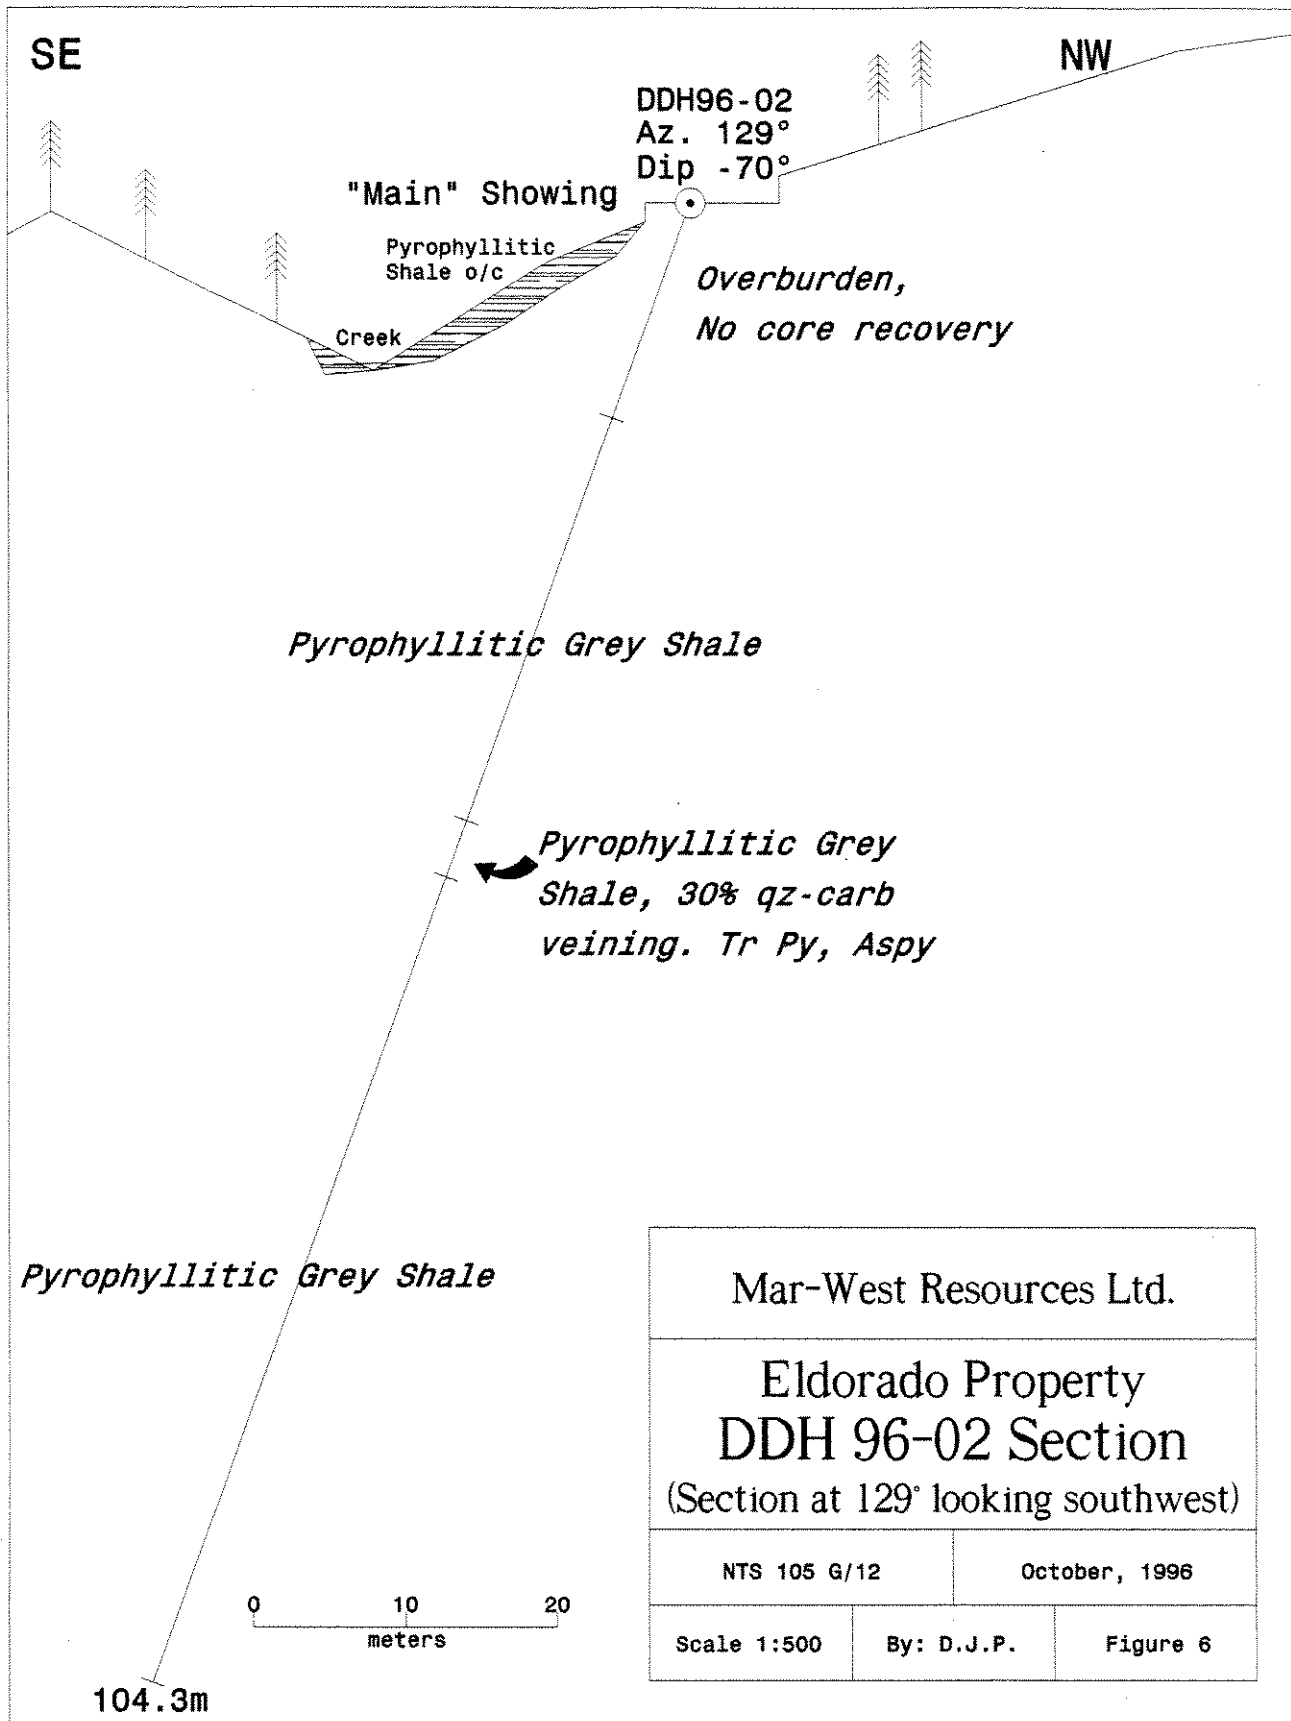 SE
NW
DDH96-02
Az. 129°
Dip -70°
"Main" Showing
Pyrophyllitic
Shale o/c
Creek
Overburden,
No core recovery
Pyrophyllitic Grey Shale
Pyrophyllitic Grey
Shale, 30% qz-carb
veining. Tr Py, Aspy
Pyrophyllitic Grey Shale
104.3m
0 10 20
meters
Mar-West Resources Ltd.
Eldorado Property
DDH 96-02 Section
(Section at 129° looking southwest)
NTS 105 G/12
October, 1996
Scale 1:500
By: D.J.P.
Figure 6